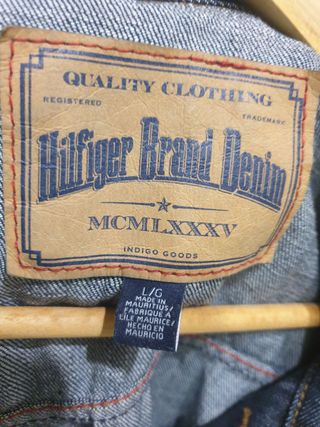 QUALITY CLOTHING
REGISTERED TRADEMARK
Hilfiger Brand Denim
MCMLXXXV
INDIGO GOODS
L/G
MADE IN
MAURITIUS/
FABRIQUÉ À
L'ILE MAURICE/
HECHO EN
MAURICIO